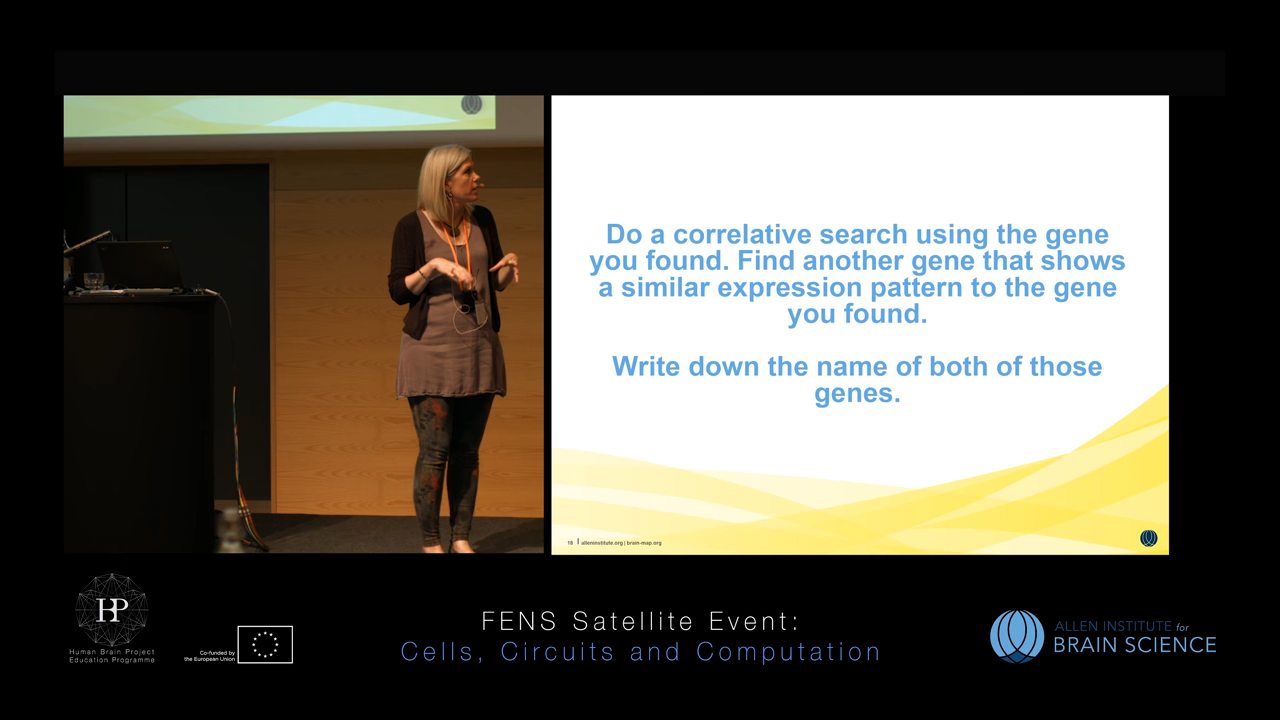 Do a correlative search using the gene
you found. Find another gene that shows
a similar expression pattern to the gene
you found.
Write down the name of both of those
genes.
18 | alleninstitute.org | brain-map.org
HBP
Human Brain Project
Education Programme
Co-funded by
the European Union
FENS Satellite Event:
Cells, Circuits and Computation
ALLEN INSTITUTE for
BRAIN SCIENCE